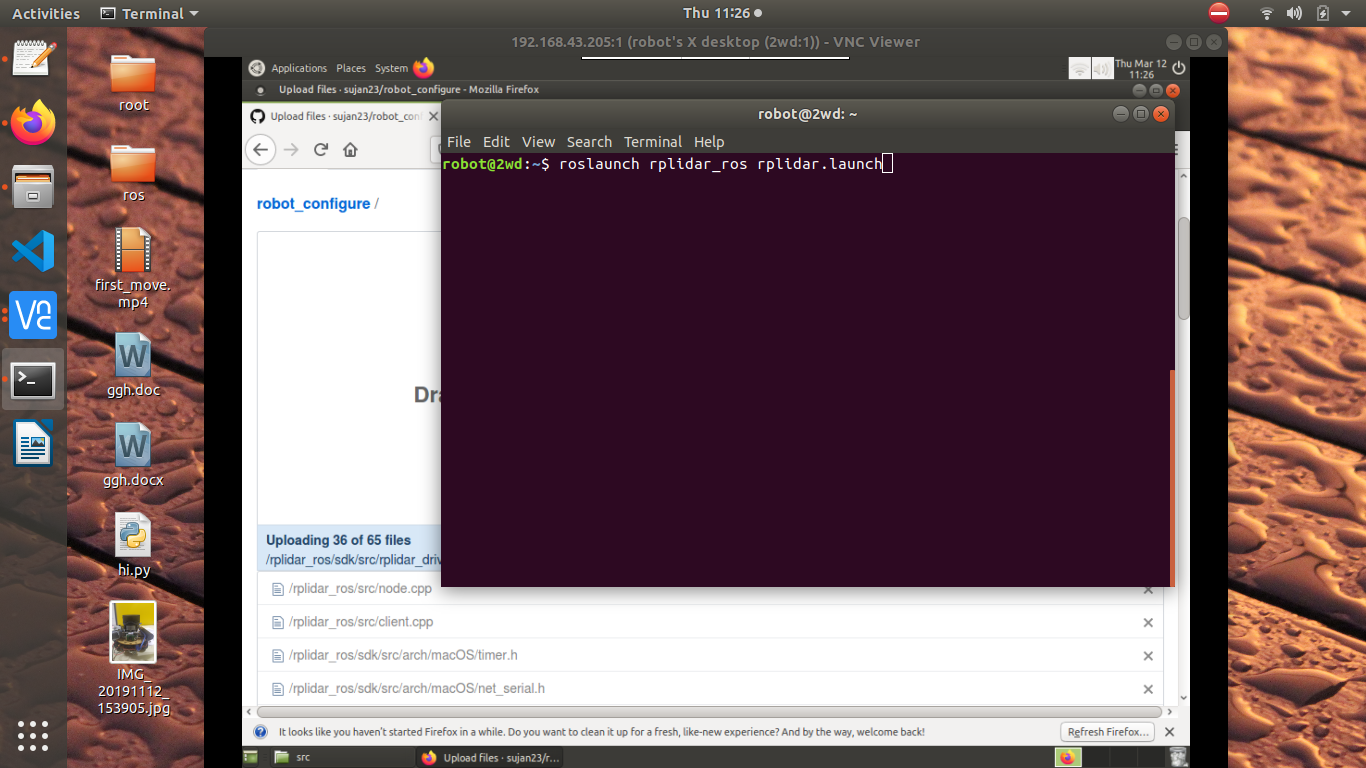 Activities
Terminal
Thu 11:26
root
ros
first_move.
mp4
ggh.doc
ggh.docx
hi.py
IMG_
20191112_
153905.jpg
192.168.43.205:1 (robot's X desktop (2wd:1)) - VNC Viewer
Applications Places System
Thu Mar 12
11:26
Upload files · sujan23/robot_configure - Mozilla Firefox
Upload files · sujan23/robot_con
robot@2wd: ~
File Edit View Search Terminal Help
robot@2wd:~$ roslaunch rplidar_ros rplidar.launch
robot_configure /
Uploading 36 of 65 files
/rplidar_ros/sdk/src/rplidar_driv
/rplidar_ros/src/node.cpp
/rplidar_ros/src/client.cpp
/rplidar_ros/sdk/src/arch/macOS/timer.h
/rplidar_ros/sdk/src/arch/macOS/net_serial.h
It looks like you haven't started Firefox in a while. Do you want to clean it up for a fresh, like-new experience? And by the way, welcome back!
Refresh Firefox...
src
Upload files · sujan23/r...